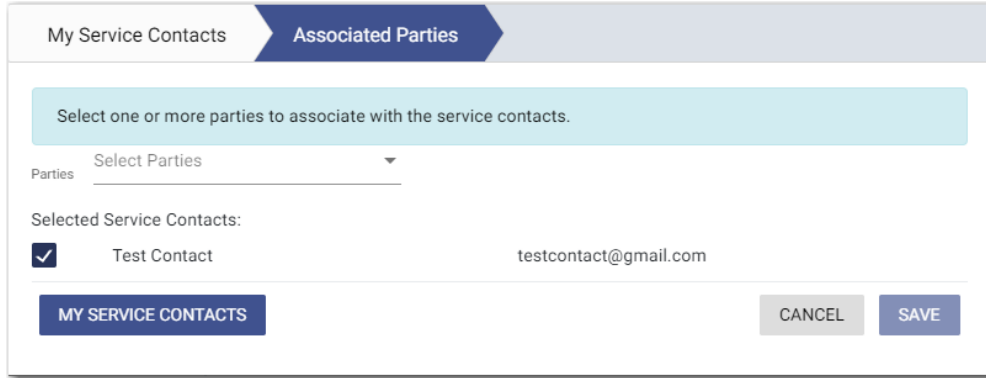 My Service Contacts
Associated Parties
Select one or more parties to associate with the service contacts.
Parties
Select Parties
Selected Service Contacts:
Test Contact testcontact@gmail.com
MY SERVICE CONTACTS CANCEL SAVE